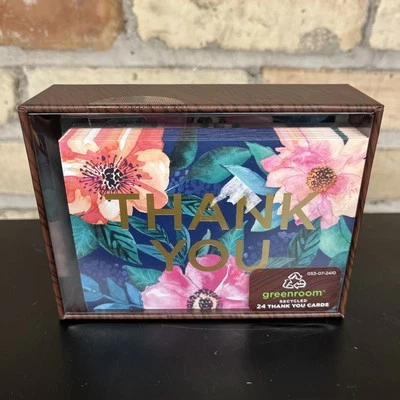 THANK
YOU
053-07-2410
greenroom
RECYCLED
24 THANK YOU CARDS